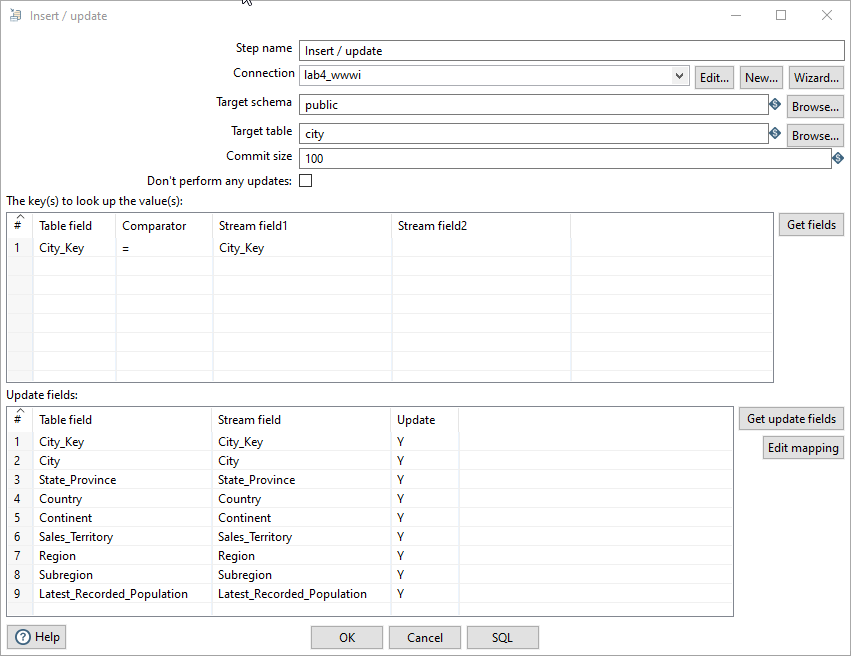 Insert / update
Step name Insert / update
Connection lab4_wwwi Edit... New... Wizard...
Target schema public S Browse...
Target table city S Browse...
Commit size 100 S
Don't perform any updates:
The key(s) to look up the value(s):
# Table field Comparator Stream field1 Stream field2 Get fields
1 City_Key = City_Key
Update fields:
# Table field Stream field Update Get update fields
1 City_Key City_Key Y Edit mapping
2 City City Y
3 State_Province State_Province Y
4 Country Country Y
5 Continent Continent Y
6 Sales_Territory Sales_Territory Y
7 Region Region Y
8 Subregion Subregion Y
9 Latest_Recorded_Population Latest_Recorded_Population Y
? Help OK Cancel SQL